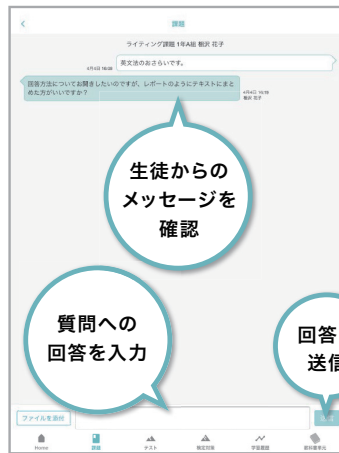 課題
ライティング課題 1年A組 桐沢 花子
英文法のおさらいです。
4月4日 16:38
回答方法についてお聞きしたいのですが、レポートのようにテキストにまと
めた方がいいですか?
4月4日 16:38
桐沢 花子
生徒からの
メッセージを
確認
質問への
回答を入力
回答
送信
ファイルを添付
Home
課題
テスト
検定対策
学習履歴